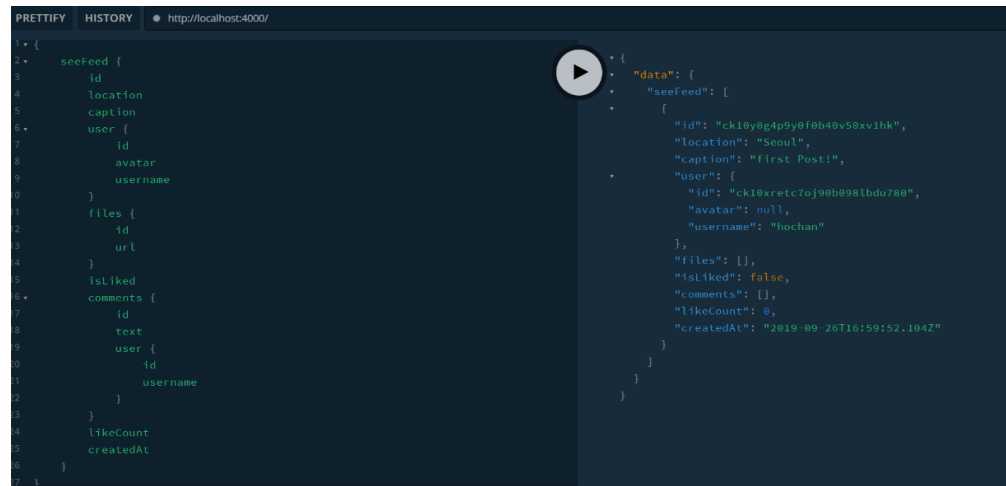 PRETTIFY HISTORY http://localhost:4000/
1 {
2 seeFeed {
3 id
4 location
5 caption
6 user {
7 id
8 avatar
9 username
10 }
11 files {
12 id
13 url
14 }
15 isLiked
16 comments {
17 id
18 text
19 user {
20 id
21 username
22 }
23 }
24 likeCount
25 createdAt
26 }
27 }
{
"data": {
"seeFeed": [
{
"id": "ck10y0g4p9y0f0b40v50xv1hk",
"location": "Seoul",
"caption": "first Post!",
"user": {
"id": "ck10xretc7oj90b098lbdu780",
"avatar": null,
"username": "hochan"
},
"files": [],
"isLiked": false,
"comments": [],
"likeCount": 0,
"createdAt": "2019-09-26T16:59:52.104Z"
}
]
}
}